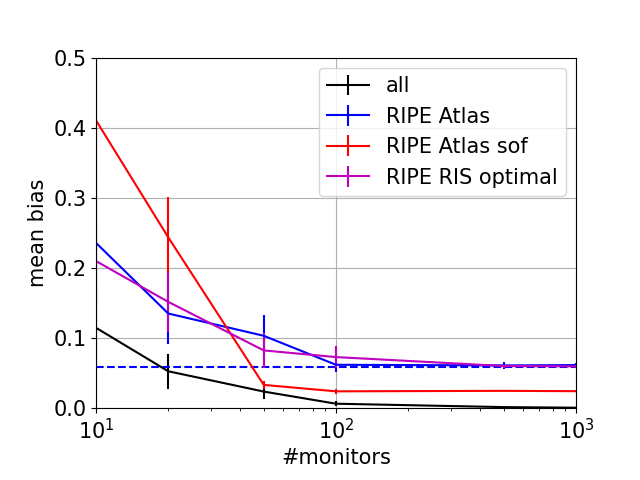 0.5
0.4
0.3
0.2
0.1
0.0
mean bias
10¹
10²
10³
#monitors
all
RIPE Atlas
RIPE Atlas sof
RIPE RIS optimal